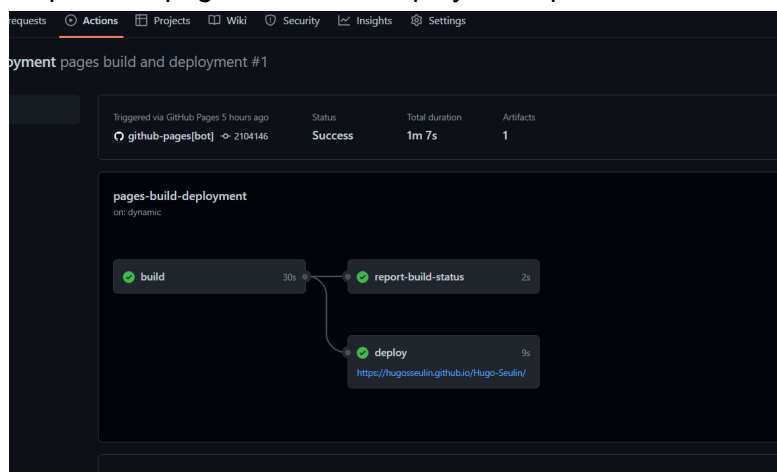 requests Actions Projects Wiki Security Insights Settings
oyment pages build and deployment #1
Triggered via GitHub Pages 5 hours ago Status Total duration Artifacts
github-pages[bot] 2104146 Success 1m 7s 1
pages-build-deployment
on: dynamic
build 30s report-build-status 2s
deploy 9s
https://hugosseulin.github.io/Hugo-Seulin/